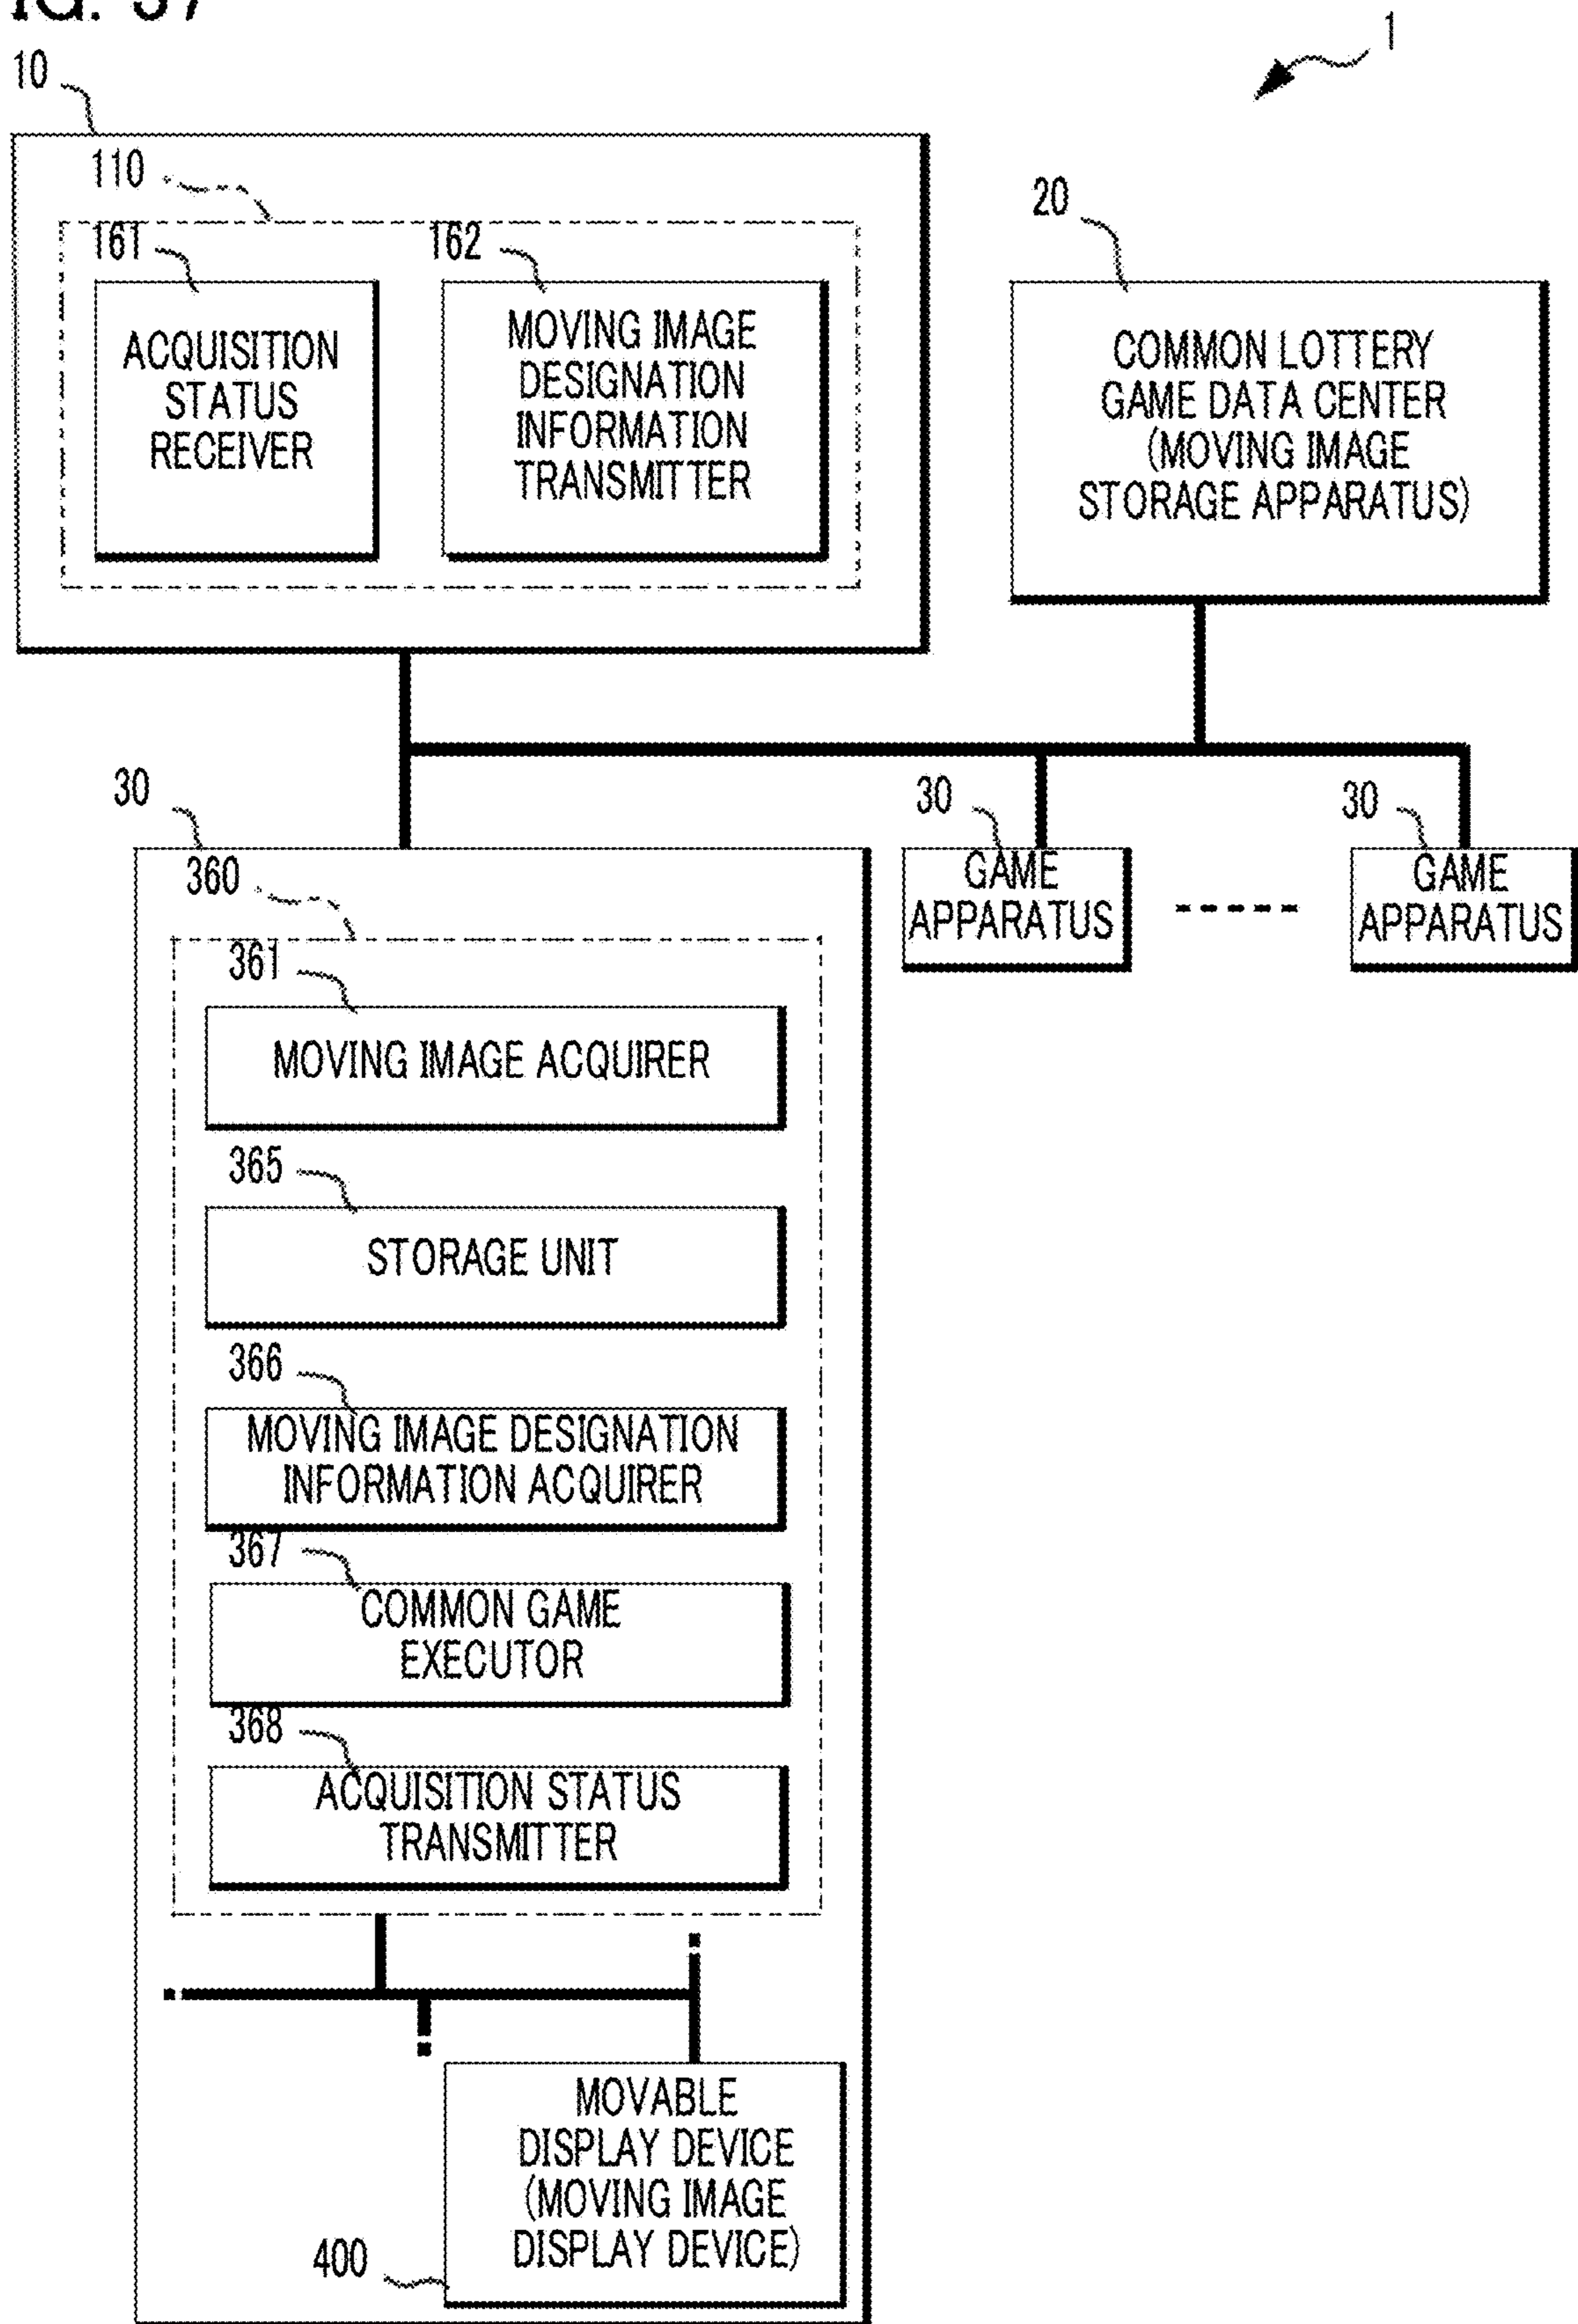 1
10
110
161
162
20
ACQUISITION
STATUS
RECEIVER
MOVING IMAGE
DESIGNATION
INFORMATION
TRANSMITTER
COMMON LOTTERY
GAME DATA CENTER
(MOVING IMAGE
STORAGE APPARATUS)
30
30
30
GAME
APPARATUS
GAME
APPARATUS
360
361
MOVING IMAGE ACQUIRER
365
STORAGE UNIT
366
MOVING IMAGE DESIGNATION
INFORMATION ACQUIRER
367
COMMON GAME
EXECUTOR
368
ACQUISITION STATUS
TRANSMITTER
MOVABLE
DISPLAY DEVICE
(MOVING IMAGE
DISPLAY DEVICE)
400